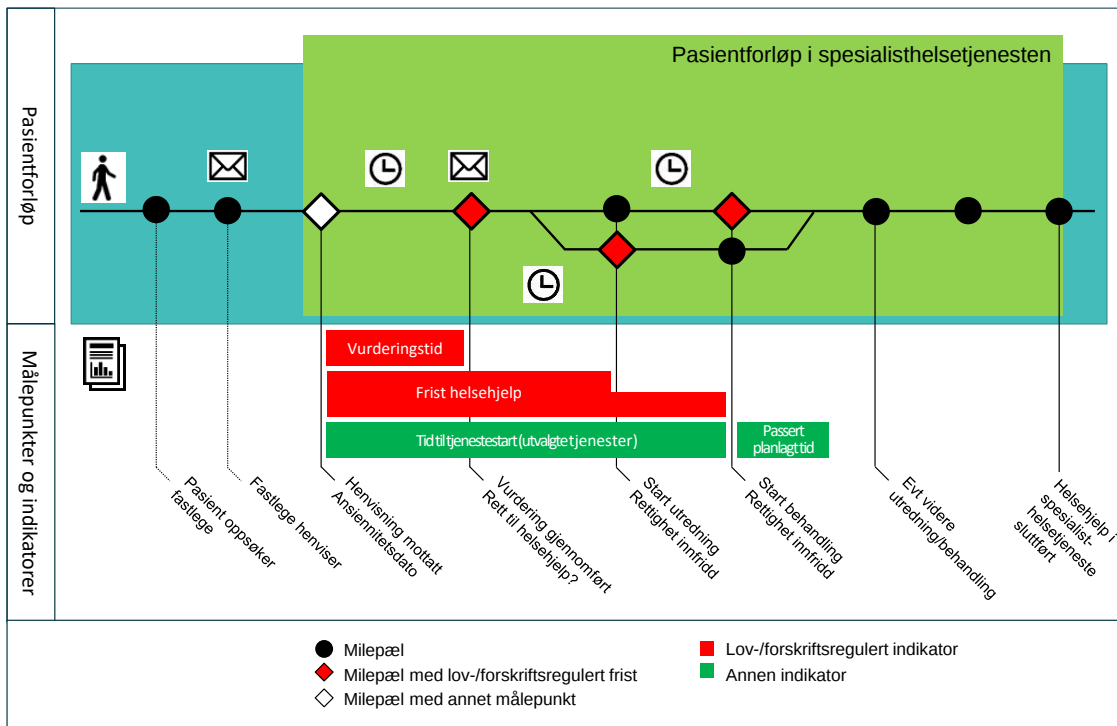 Pasientforløp
Pasientforløp i spesialisthelsetjenesten
Målepunkter og indikatorer
Vurderingstid
Frist helsehjelp
Tid til tjenestestart (utvalgte tjenester)
Passert
planlagt tid
Pasient oppsøker
fastlege
Fastlege henviser
Henvisning mottatt
Ansiennitetsdato
Vurdering gjennomført
Rett til helsehjelp?
Start utredning
Rettighet innfridd
Start behandling
Rettighet innfridd
Evt videre
utredning/behandling
Helsehjelp i
spesialist-
helsetjeneste
sluttført
Milepæl
Milepæl med lov-/forskriftsregulert frist
Milepæl med annet målepunkt
Lov-/forskriftsregulert indikator
Annen indikator